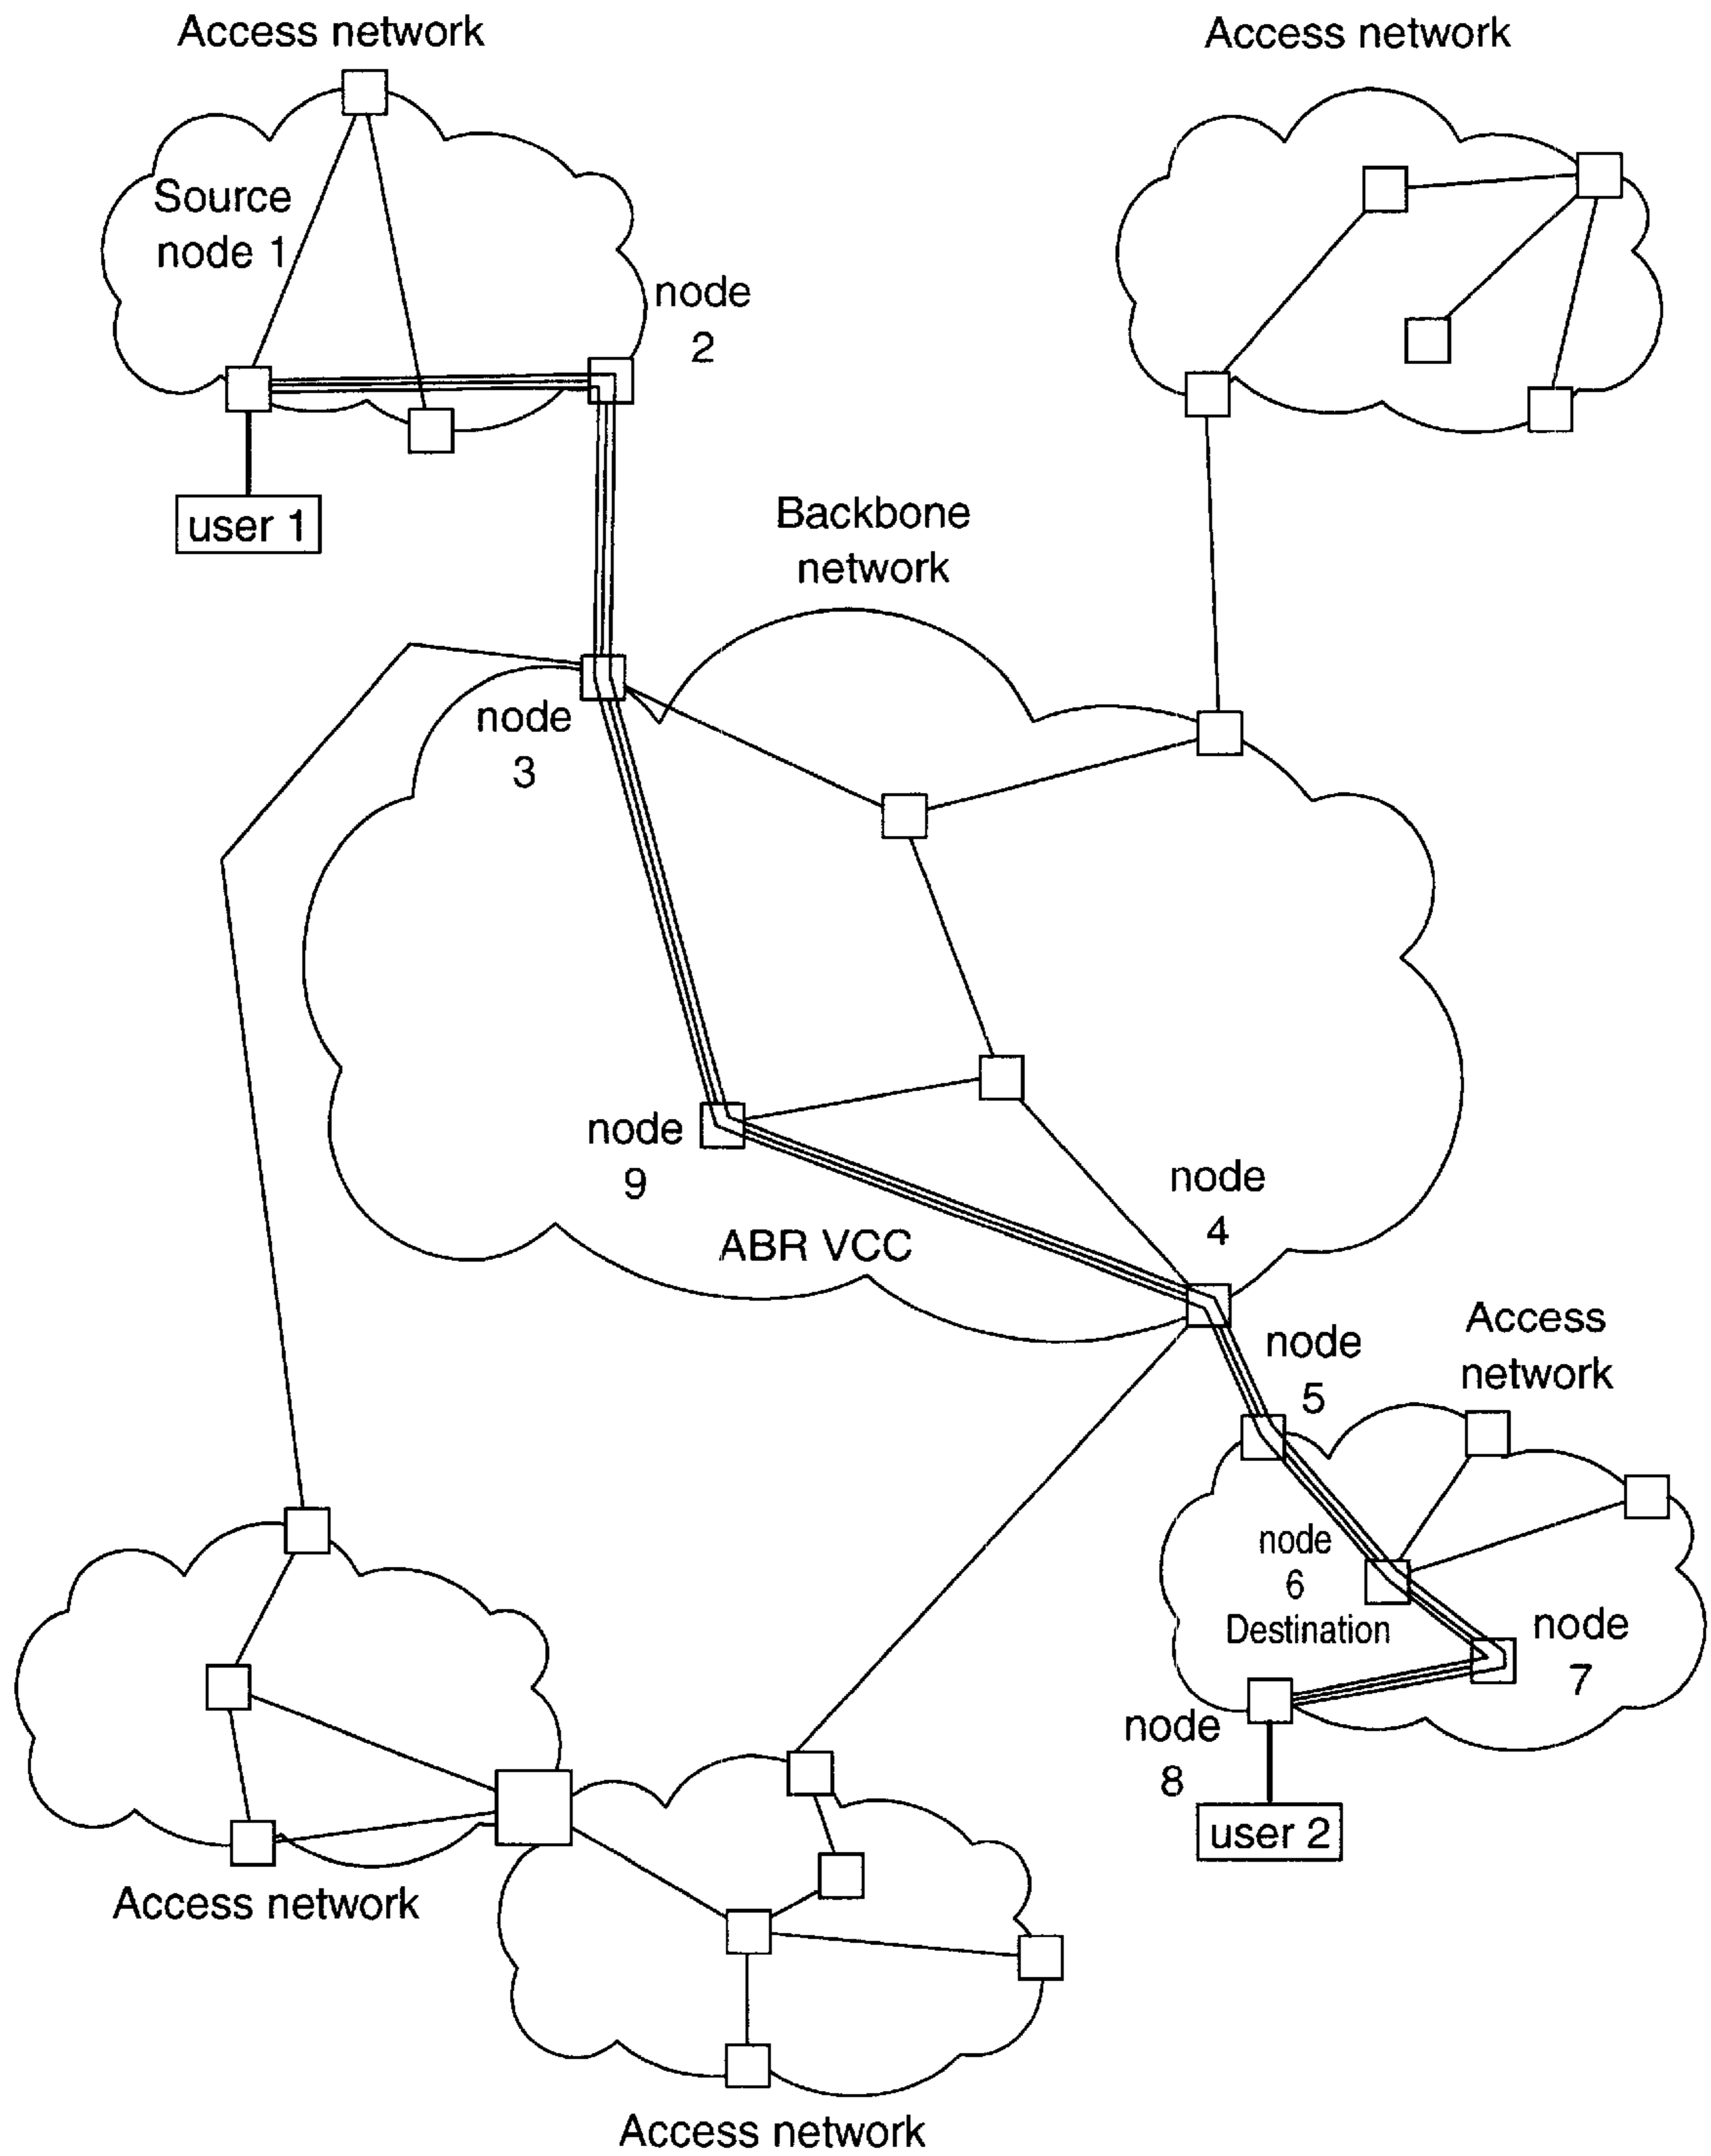 Access network
Access network
Source
node 1
node
2
user 1
Backbone
network
node
3
node
9
node
4
ABR VCC
Access
network
node
5
node
6
Destination
node
7
node
8
user 2
Access network
Access network